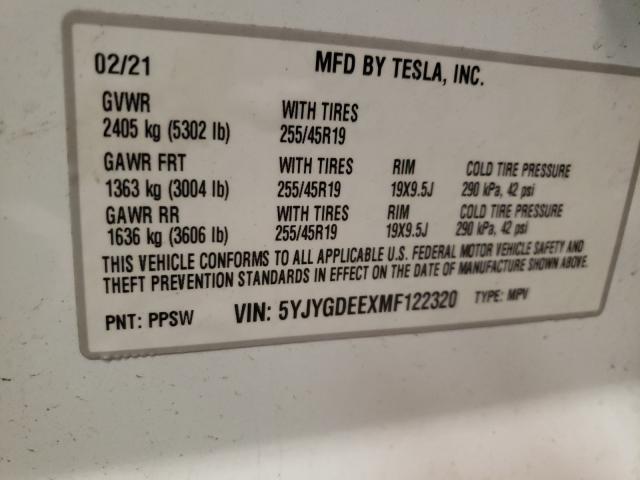 02/21 MFD BY TESLA, INC.
GVWR WITH TIRES
2405 kg (5302 lb) 255/45R19
GAWR FRT WITH TIRES RIM COLD TIRE PRESSURE
1363 kg (3004 lb) 255/45R19 19X9.5J 290 kPa, 42 psi
GAWR RR WITH TIRES RIM COLD TIRE PRESSURE
1636 kg (3606 lb) 255/45R19 19X9.5J 290 kPa, 42 psi
THIS VEHICLE CONFORMS TO ALL APPLICABLE U.S. FEDERAL MOTOR VEHICLE SAFETY AND
THEFT PREVENTION STANDARDS IN EFFECT ON THE DATE OF MANUFACTURE SHOWN ABOVE.
PNT: PPSW VIN: 5YJYGDEEXMF122320 TYPE: MPV